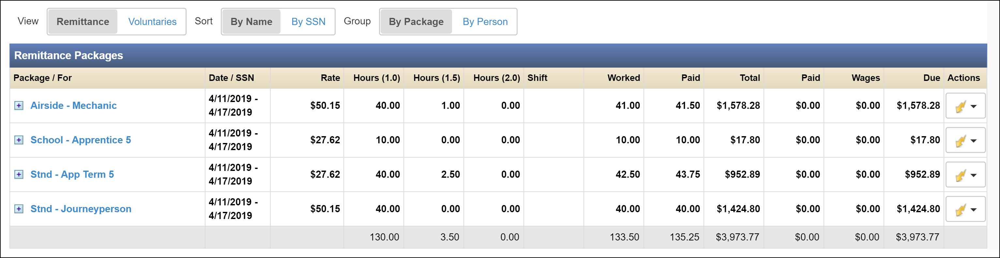 View Remittance Voluntaries Sort By Name By SSN Group By Package By Person
Remittance Packages
Package / For Date / SSN Rate Hours (1.0) Hours (1.5) Hours (2.0) Shift Worked Paid Total Paid Wages Due Actions
Airside - Mechanic 4/11/2019 - 4/17/2019 $50.15 40.00 1.00 0.00 41.00 41.50 $1,578.28 $0.00 $0.00 $1,578.28
School - Apprentice 5 4/11/2019 - 4/17/2019 $27.62 10.00 0.00 0.00 10.00 10.00 $17.80 $0.00 $0.00 $17.80
Stnd - App Term 5 4/11/2019 - 4/17/2019 $27.62 40.00 2.50 0.00 42.50 43.75 $952.89 $0.00 $0.00 $952.89
Stnd - Journeyperson 4/11/2019 - 4/17/2019 $50.15 40.00 0.00 0.00 40.00 40.00 $1,424.80 $0.00 $0.00 $1,424.80
130.00 3.50 0.00 133.50 135.25 $3,973.77 $0.00 $0.00 $3,973.77